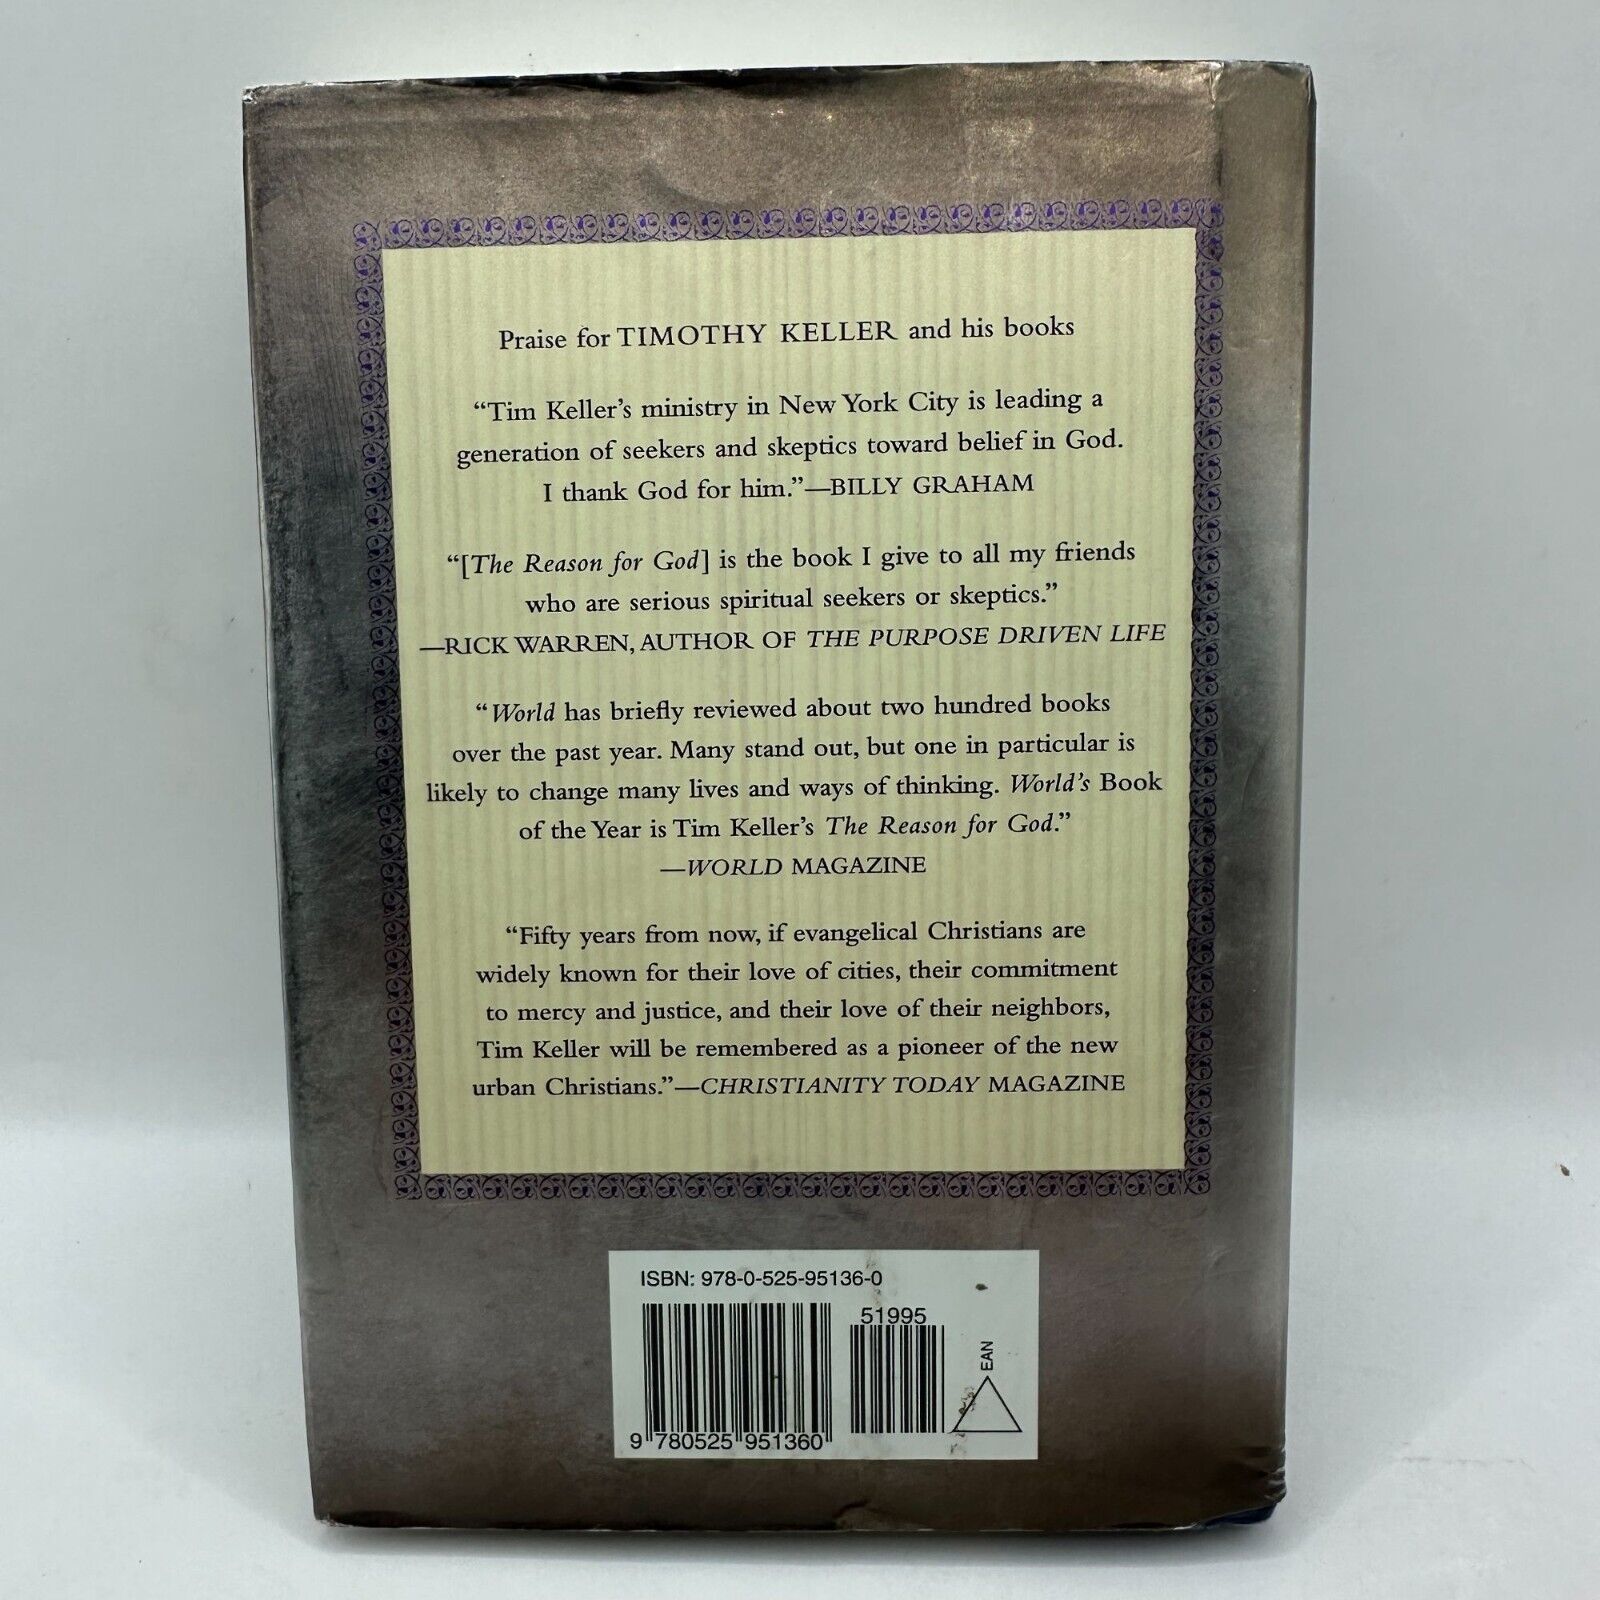 Praise for TIMOTHY KELLER and his books
“Tim Keller’s ministry in New York City is leading a
generation of seekers and skeptics toward belief in God.
I thank God for him.”—BILLY GRAHAM
“[The Reason for God] is the book I give to all my friends
who are serious spiritual seekers or skeptics.”
—RICK WARREN, AUTHOR OF THE PURPOSE DRIVEN LIFE
“World has briefly reviewed about two hundred books
over the past year. Many stand out, but one in particular is
likely to change many lives and ways of thinking. World’s Book
of the Year is Tim Keller’s The Reason for God.”
—WORLD MAGAZINE
“Fifty years from now, if evangelical Christians are
widely known for their love of cities, their commitment
to mercy and justice, and their love of their neighbors,
Tim Keller will be remembered as a pioneer of the new
urban Christians.”—CHRISTIANITY TODAY MAGAZINE
ISBN: 978-0-525-95136-0
51995
EAN
9 780525 951360